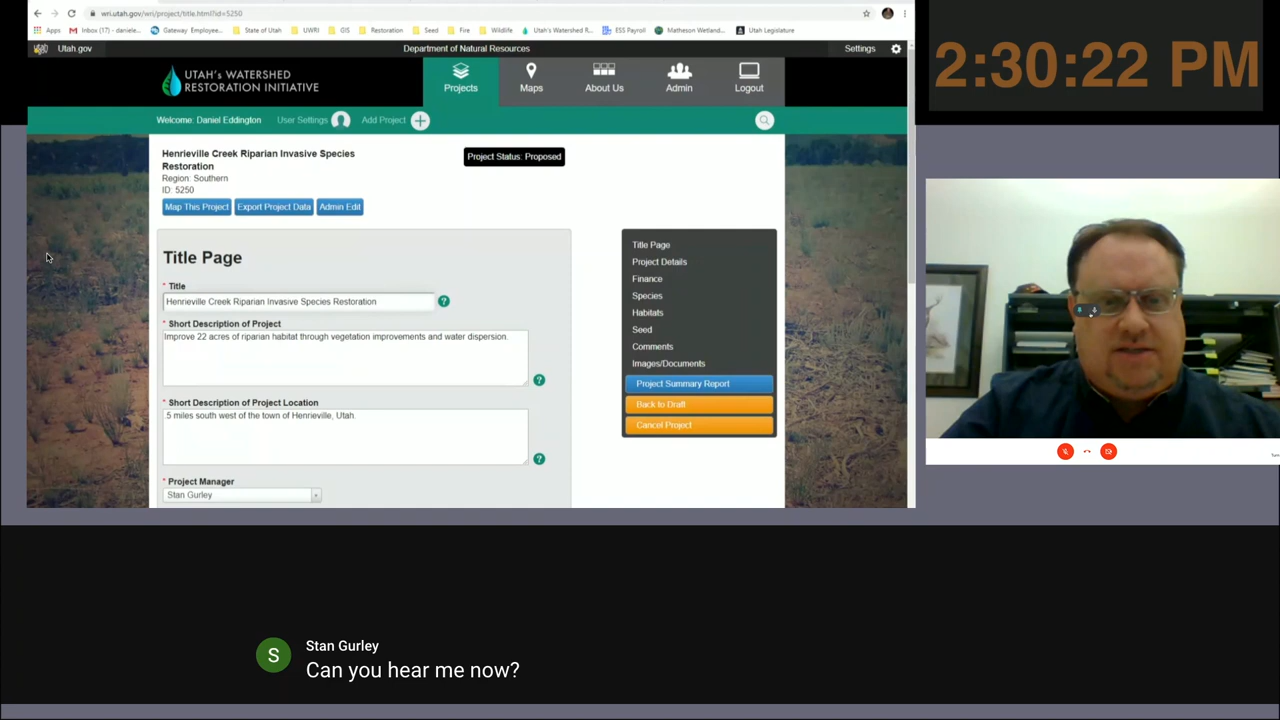 wri.utah.gov/wri/project/title.html?id=5250
Apps
Inbox (17) - daniele...
Gateway Employee...
State of Utah
UWRI
GIS
Restoration
Seed
Fire
Wildlife
Utah's Watershed R...
ESS Payroll
Matheson Wetland...
Utah Legislature
Utah.gov
Department of Natural Resources
Settings
2:30:22 PM
UTAH'S WATERSHED
RESTORATION INITIATIVE
Projects
Maps
About Us
Admin
Logout
Welcome: Daniel Eddington
User Settings
Add Project
Henrieville Creek Riparian Invasive Species
Restoration
Region: Southern
ID: 5250
Project Status: Proposed
Map This Project
Export Project Data
Admin Edit
Title Page
* Title
Henrieville Creek Riparian Invasive Species Restoration
* Short Description of Project
Improve 22 acres of riparian habitat through vegetation improvements and water dispersion.
* Short Description of Project Location
.5 miles south west of the town of Henrieville, Utah.
* Project Manager
Stan Gurley
Title Page
Project Details
Finance
Species
Habitats
Seed
Comments
Images/Documents
Project Summary Report
Back to Draft
Cancel Project
S
Stan Gurley
Can you hear me now?